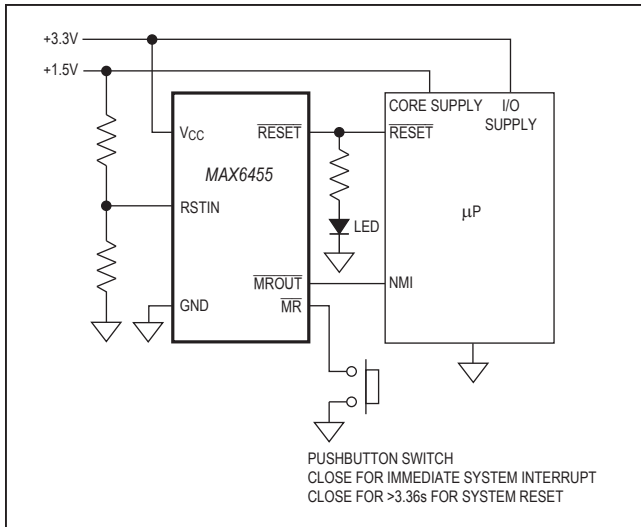 +3.3V
+1.5V
CORE SUPPLY
I/O
SUPPLY
VCC
RESET
RESET
MAX6455
RSTIN
LED
µP
MROUT
NMI
GND
MR
PUSHBUTTON SWITCH
CLOSE FOR IMMEDIATE SYSTEM INTERRUPT
CLOSE FOR >3.36s FOR SYSTEM RESET